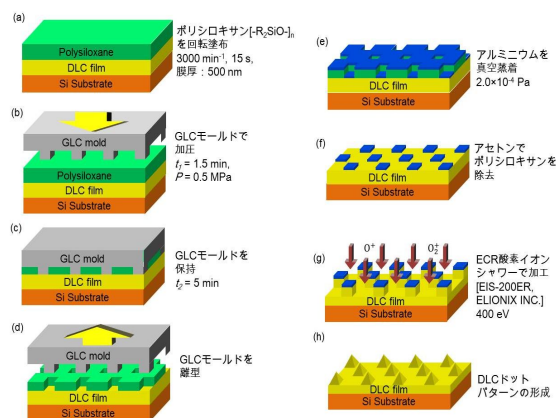 (a)
Polysiloxane
DLC film
Si Substrate
ポリシロキサン[-R₂SiO-]ₙ
を回転塗布
3000 min⁻¹, 15 s,
膜厚:500 nm
(b)
GLC mold
Polysiloxane
DLC film
Si Substrate
GLCモールドで
加圧
t₁ = 1.5 min,
P = 0.5 MPa
(c)
GLC mold
DLC film
Si Substrate
GLCモールドを
保持
t₂ = 5 min
(d)
GLC mold
DLC film
Si Substrate
GLCモールドを
離型
(e)
DLC film
Si Substrate
アルミニウムを
真空蒸着
2.0×10⁻⁴ Pa
(f)
DLC film
Si Substrate
アセトンで
ポリシロキサンを
除去
(g)
O⁺
O₂⁺
DLC film
Si Substrate
ECR酸素イオン
シャワーで加工
[EIS-200ER,
ELIONIX INC.]
400 eV
(h)
DLC film
Si Substrate
DLCドット
パターンの形成